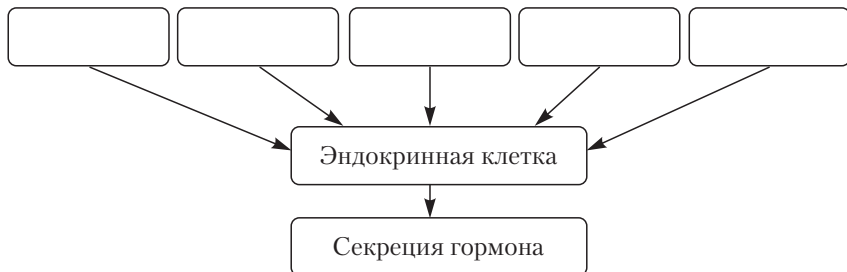 Эндокринная клетка
Секреция гормона